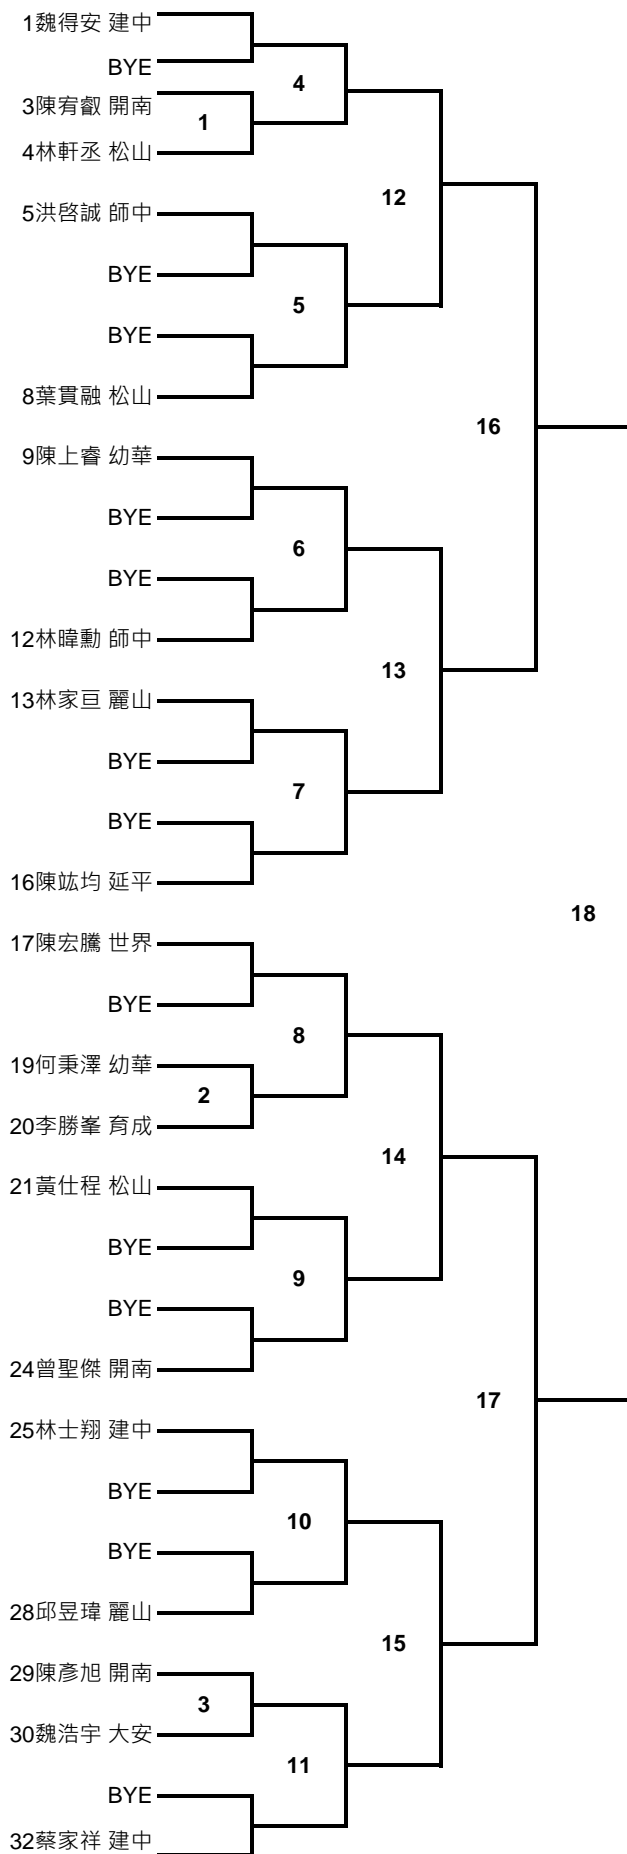 1魏得安 建中
BYE
4
3陳宥叡 開南
1
4林軒丞 松山
12
5洪啓誠 師中
BYE
5
BYE
8葉貫融 松山
16
9陳上睿 幼華
BYE
6
BYE
12林暐勳 師中
13
13林家亘 麗山
BYE
7
BYE
16陳竑均 延平
18
17陳宏騰 世界
BYE
8
19何秉澤 幼華
2
20李勝峯 育成
14
21黃仕程 松山
BYE
9
BYE
24曾聖傑 開南
17
25林士翔 建中
BYE
10
BYE
28邱昱瑋 麗山
15
29陳彥旭 開南
3
30魏浩宇 大安
11
BYE
32蔡家祥 建中